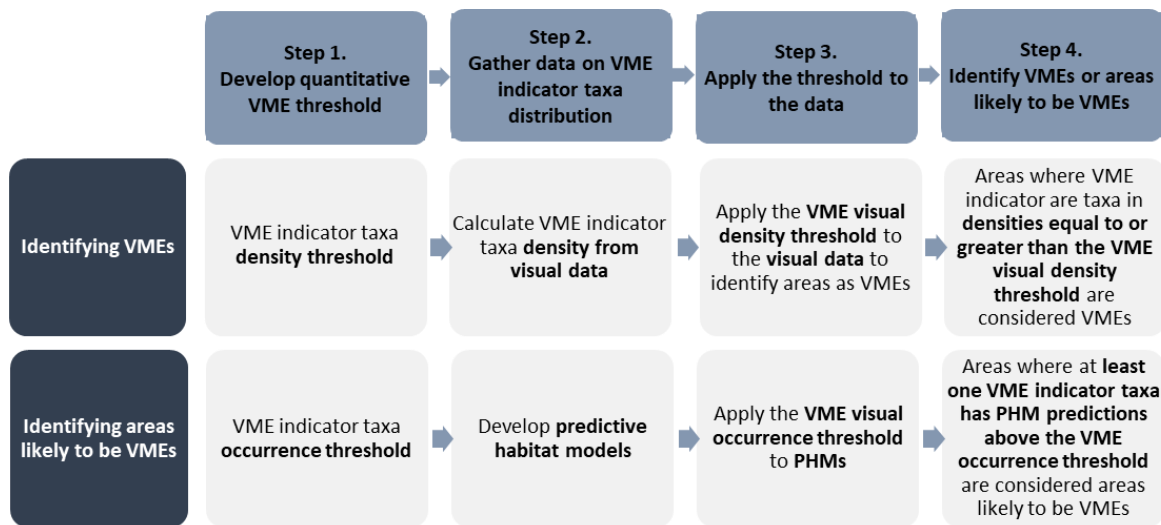 Step 1.
Develop quantitative
VME threshold
Step 2.
Gather data on VME
indicator taxa
distribution
Step 3.
Apply the threshold to
the data
Step 4.
Identify VMEs or areas
likely to be VMEs
Identifying VMEs
VME indicator taxa
density threshold
Calculate VME indicator
taxa density from
visual data
Apply the VME visual
density threshold to
the visual data to
identify areas as VMEs
Areas where VME
indicator are taxa in
densities equal to or
greater than the VME
visual density
threshold are
considered VMEs
Identifying areas
likely to be VMEs
VME indicator taxa
occurrence threshold
Develop predictive
habitat models
Apply the VME visual
occurrence threshold
to PHMs
Areas where at least
one VME indicator taxa
has PHM predictions
above the VME
occurrence threshold
are considered areas
likely to be VMEs